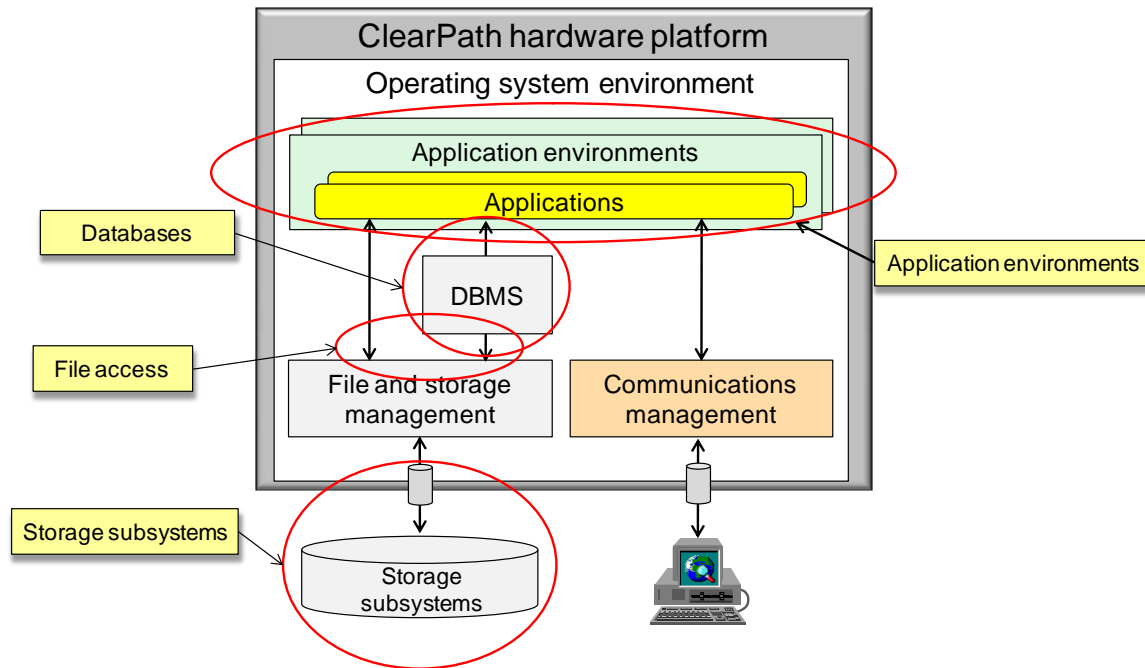 ClearPath hardware platform
Operating system environment
Application environments
Applications
Databases
Application environments
DBMS
File access
File and storage
management
Communications
management
Storage subsystems
Storage
subsystems